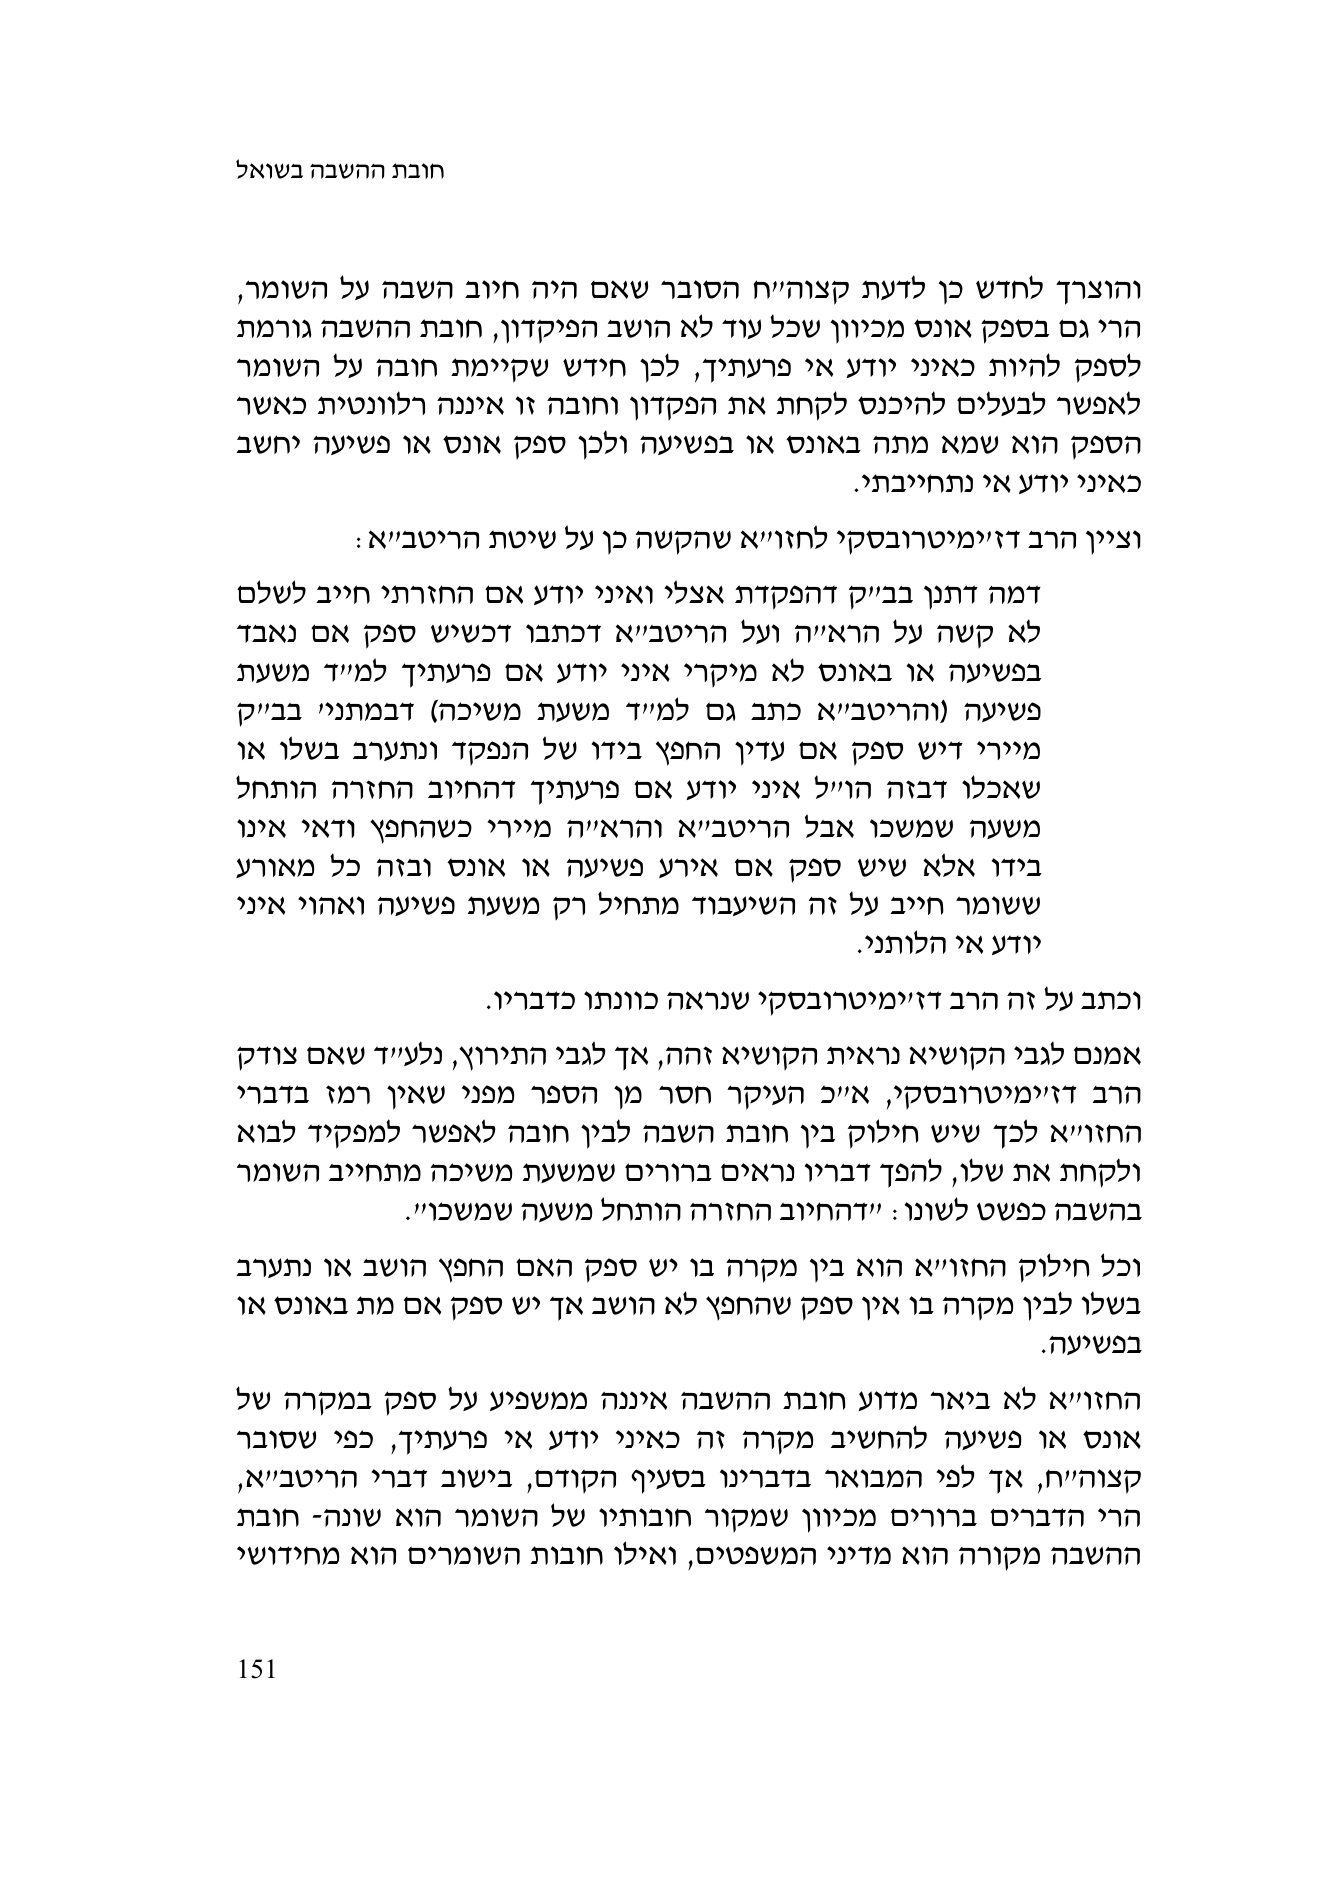 חובת ההשבה בשואל
והוצרך לחדש כן לדעת קצוה״ח הסובר שאם היה חיוב השבה על השומר,
הרי גם בספק אונס מכיוון שכל עוד לא הושב הפיקדון, חובת ההשבה גורמת
לספק להיות כאיני יודע אי פרעתיך, לכן חידש שקיימת חובה על השומר
לאפשר לבעלים להיכנס לקחת את הפקדון וחובה זו איננה רלוונטית כאשר
הספק הוא שמא מתה באונס או בפשיעה ולכן ספק אונס או פשיעה יחשב
כאיני יודע אי נתחייבתי.
וציין הרב דז׳ימיטרובסקי לחזו״א שהקשה כן על שיטת הריטב״א:
דמה דתנן בב״ק דהפקדת אצלי ואיני יודע אם החזרתי חייב לשלם
לא קשה על הרא״ה ועל הריטב״א דכתבו דכשיש ספק אם נאבד
בפשיעה או באונס לא מיקרי איני יודע אם פרעתיך למ״ד משעת
פשיעה (והריטב״א כתב גם למ״ד משעת משיכה) דבמתני׳ בב״ק
מיירי דיש ספק אם עדין החפץ בידו של הנפקד ונתערב בשלו או
שאכלו דבזה הו״ל איני יודע אם פרעתיך דהחיוב החזרה הותחל
משעה שמשכו אבל הריטב״א והרא״ה מיירי כשהחפץ ודאי אינו
בידו אלא שיש ספק אם אירע פשיעה או אונס ובזה כל מאורע
ששומר חייב על זה השיעבוד מתחיל רק משעת פשיעה ואהוי איני
יודע אי הלותני.
וכתב על זה הרב דז׳ימיטרובסקי שנראה כוונתו כדבריו.
אמנם לגבי הקושיא נראית הקושיא זהה, אך לגבי התירוץ, נלע״ד שאם צודק
הרב דז׳ימיטרובסקי, א״כ העיקר חסר מן הספר מפני שאין רמז בדברי
החזו״א לכך שיש חילוק בין חובת השבה לבין חובה לאפשר למפקיד לבוא
ולקחת את שלו, להפך דבריו נראים ברורים שמשעת משיכה מתחייב השומר
בהשבה כפשט לשונו: ״דהחיוב החזרה הותחל משעה שמשכו״.
וכל חילוק החזו״א הוא בין מקרה בו יש ספק האם החפץ הושב או נתערב
בשלו לבין מקרה בו אין ספק שהחפץ לא הושב אך יש ספק אם מת באונס או
בפשיעה.
החזו״א לא ביאר מדוע חובת ההשבה איננה ממשפיע על ספק במקרה של
אונס או פשיעה להחשיב מקרה זה כאיני יודע אי פרעתיך, כפי שסובר
קצוה״ח, אך לפי המבואר בדברינו בסעיף הקודם, בישוב דברי הריטב״א,
הרי הדברים ברורים מכיוון שמקור חובותיו של השומר הוא שונה- חובת
ההשבה מקורה הוא מדיני המשפטים, ואילו חובות השומרים הוא מחידושי
151